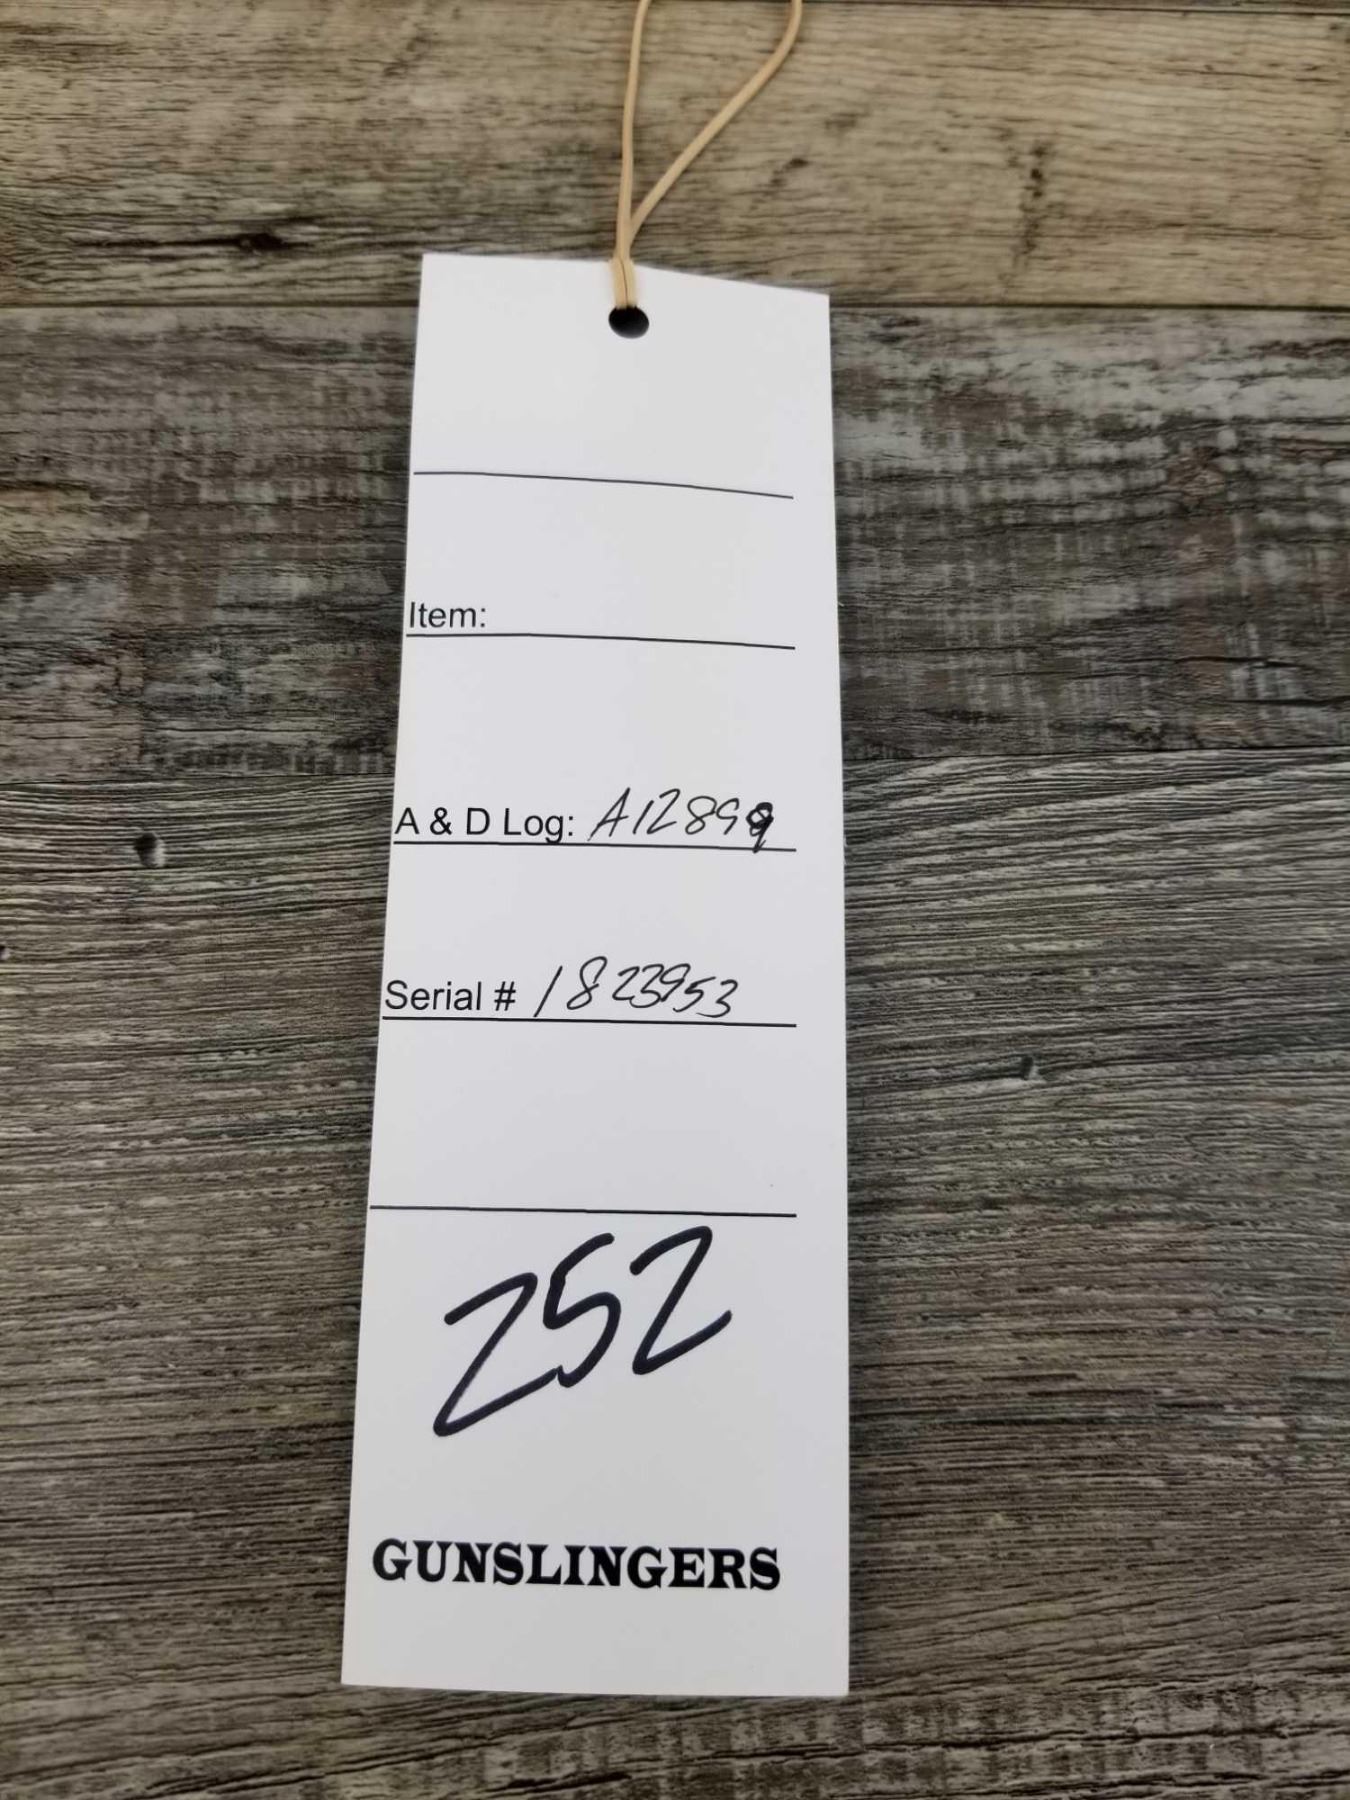 Item:
A & D Log: A12899
Serial # 1823953
252
GUNSLINGERS